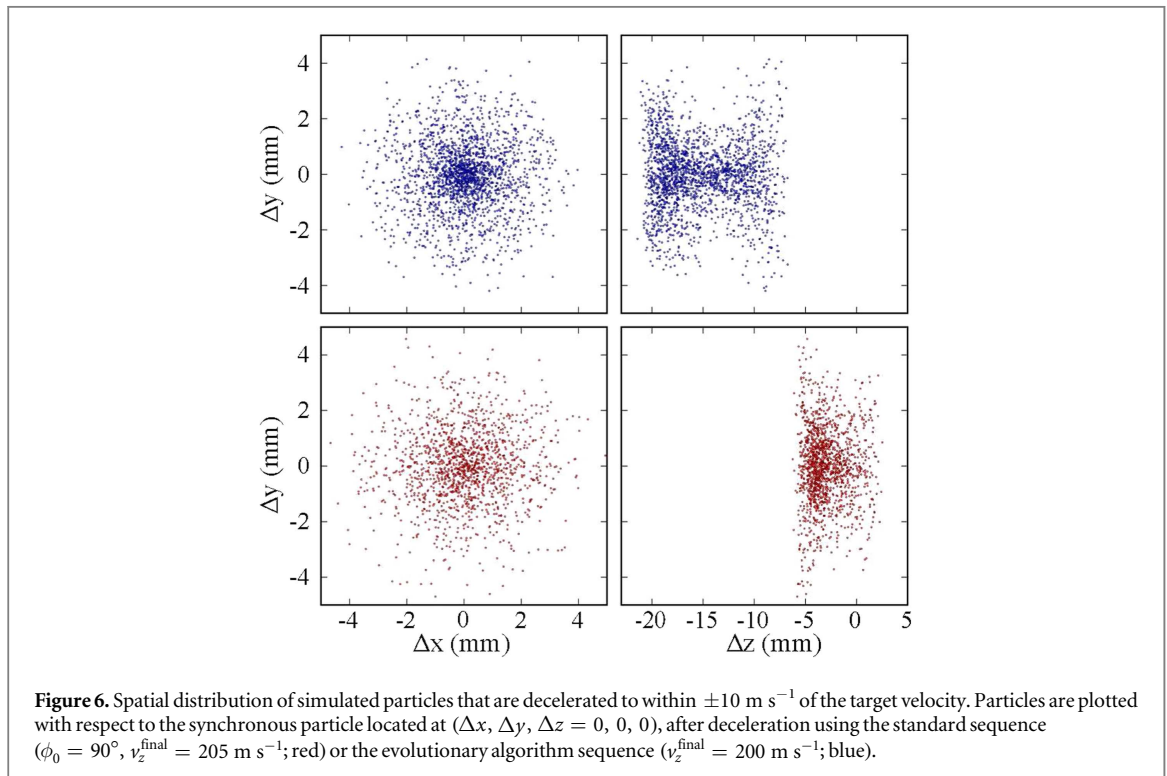 4
2
0
-2
-4
Δy (mm)
4
2
0
-2
-4
Δy (mm)
-4 -2 0 2 4
Δx (mm)
-20 -15 -10 -5 0 5
Δz (mm)
Figure 6. Spatial distribution of simulated particles that are decelerated to within ±10 m s⁻¹ of the target velocity. Particles are plotted
with respect to the synchronous particle located at (Δx, Δy, Δz = 0, 0, 0), after deceleration using the standard sequence
(ϕ₀ = 90°, v_z^final = 205 m s⁻¹; red) or the evolutionary algorithm sequence (v_z^final = 200 m s⁻¹; blue).